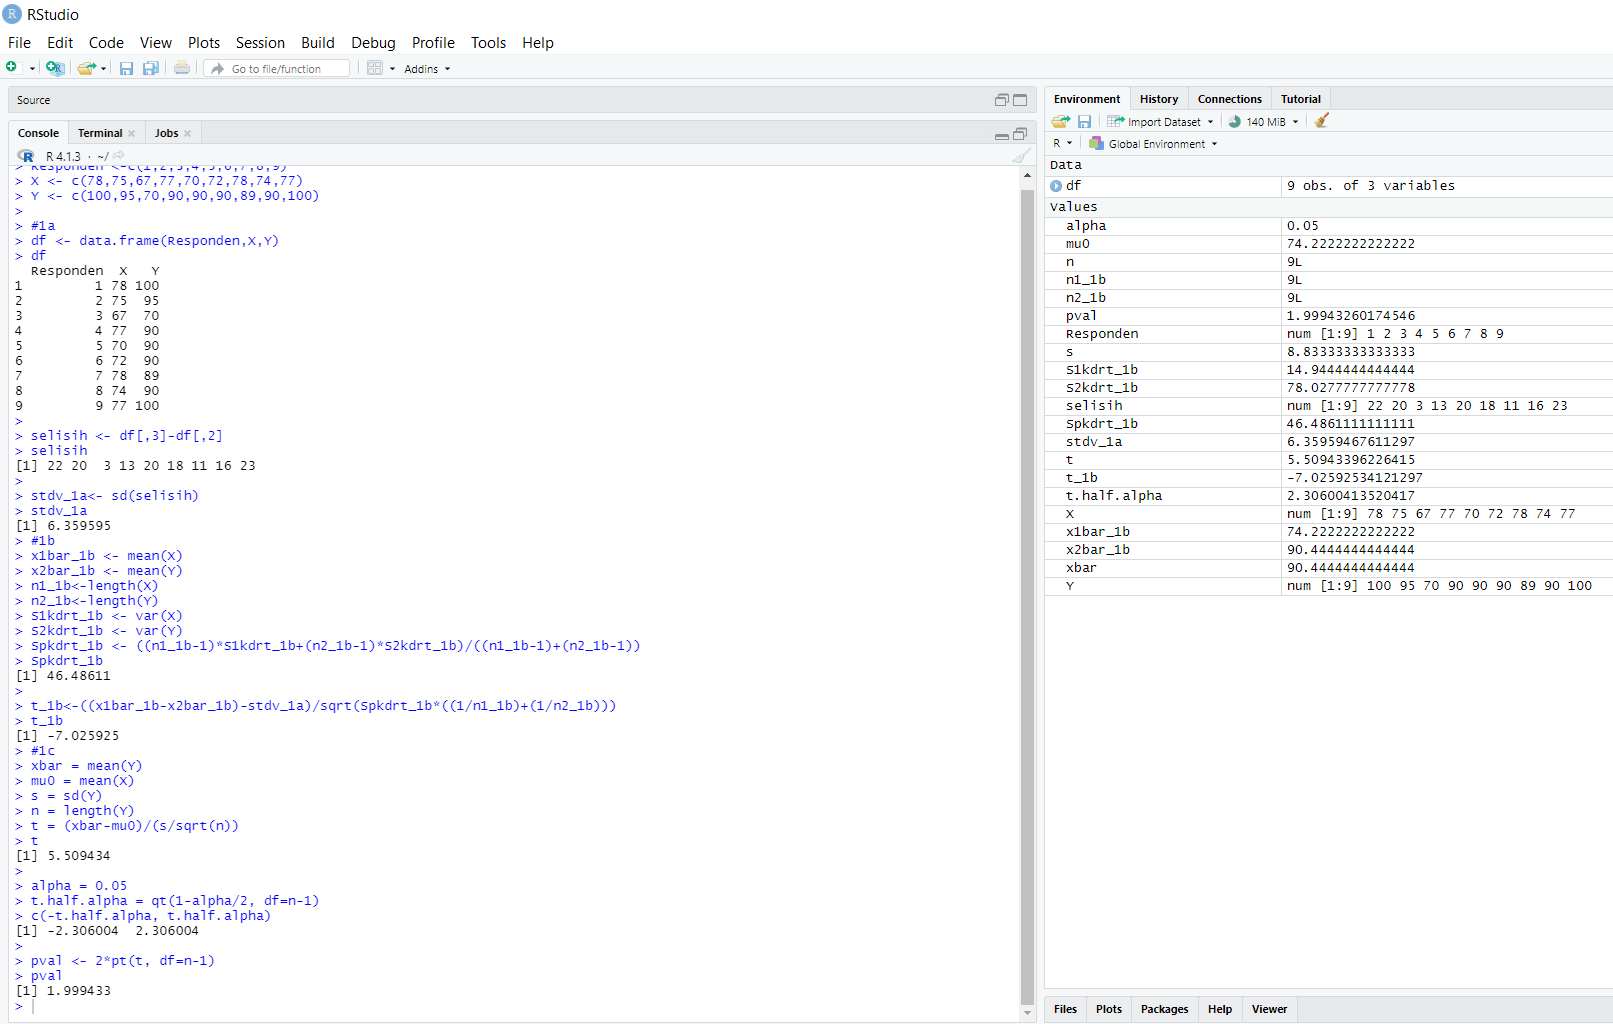 RStudio
File Edit Code View Plots Session Build Debug Profile Tools Help
Go to file/function Addins
Source
Console Terminal Jobs
R 4.1.3 · ~/
> Responden <-c(1,2,3,4,5,6,7,8,9)
> X <- c(78,75,67,77,70,72,78,74,77)
> Y <- c(100,95,70,90,90,90,89,90,100)
>
> #1a
> df <- data.frame(Responden,X,Y)
> df
  Responden  X   Y
1         1 78 100
2         2 75  95
3         3 67  70
4         4 77  90
5         5 70  90
6         6 72  90
7         7 78  89
8         8 74  90
9         9 77 100
>
> selisih <- df[,3]-df[,2]
> selisih
[1] 22 20  3 13 20 18 11 16 23
>
> stdv_1a<- sd(selisih)
> stdv_1a
[1] 6.359595
> #1b
> x1bar_1b <- mean(X)
> x2bar_1b <- mean(Y)
> n1_1b<-length(X)
> n2_1b<-length(Y)
> S1kdrt_1b <- var(X)
> S2kdrt_1b <- var(Y)
> Spkdrt_1b <- ((n1_1b-1)*S1kdrt_1b+(n2_1b-1)*S2kdrt_1b)/((n1_1b-1)+(n2_1b-1))
> Spkdrt_1b
[1] 46.48611
>
> t_1b<-((x1bar_1b-x2bar_1b)-stdv_1a)/sqrt(Spkdrt_1b*((1/n1_1b)+(1/n2_1b)))
> t_1b
[1] -7.025925
> #1c
> xbar = mean(Y)
> mu0 = mean(X)
> s = sd(Y)
> n = length(Y)
> t = (xbar-mu0)/(s/sqrt(n))
> t
[1] 5.509434
>
> alpha = 0.05
> t.half.alpha = qt(1-alpha/2, df=n-1)
> c(-t.half.alpha, t.half.alpha)
[1] -2.306004  2.306004
>
> pval <- 2*pt(t, df=n-1)
> pval
[1] 1.999433
>
Environment History Connections Tutorial
Import Dataset 140 MiB
R Global Environment
Data
df 9 obs. of 3 variables
Values
alpha 0.05
mu0 74.2222222222222
n 9L
n1_1b 9L
n2_1b 9L
pval 1.99943260174546
Responden num [1:9] 1 2 3 4 5 6 7 8 9
s 8.83333333333333
S1kdrt_1b 14.9444444444444
S2kdrt_1b 78.0277777777778
selisih num [1:9] 22 20 3 13 20 18 11 16 23
Spkdrt_1b 46.4861111111111
stdv_1a 6.35959467611297
t 5.50943396226415
t_1b -7.02592534121297
t.half.alpha 2.30600413520417
X num [1:9] 78 75 67 77 70 72 78 74 77
x1bar_1b 74.2222222222222
x2bar_1b 90.4444444444444
xbar 90.4444444444444
Y num [1:9] 100 95 70 90 90 90 89 90 100
Files Plots Packages Help Viewer